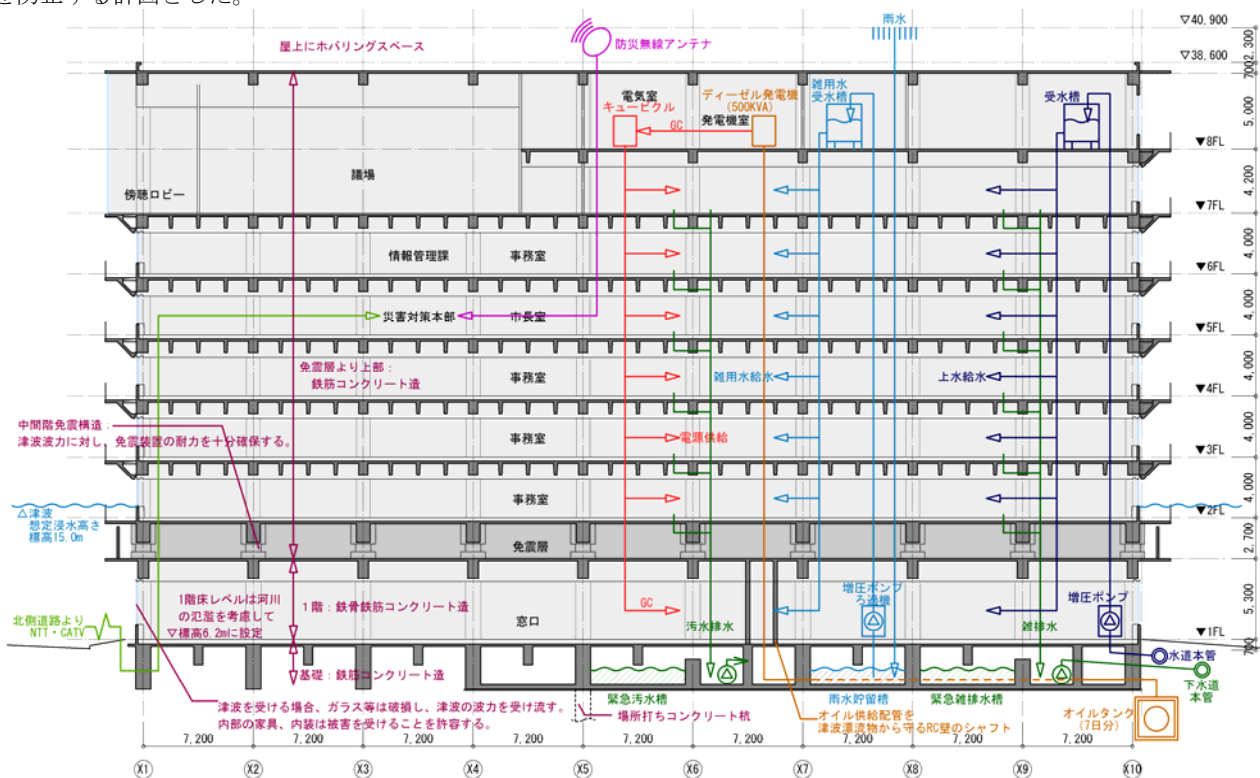 を防止する計画とした。
雨水
▽40,900
屋上にホバリングスペース
防災無線アンテナ
2,300
▽38,600
700
電気室
ディーゼル発電機
(500KVA)
雑用水
受水槽
受水槽
キュービクル
GC
発電機室
5,000
▼8FL
議場
傍聴ロビー
4,200
▼7FL
情報管理課
事務室
4,000
▼6FL
災害対策本部
市長室
4,000
▼5FL
免震層より上部：
鉄筋コンクリート造
事務室
雑用水給水
上水給水
4,000
▼4FL
中間階免震構造：
津波波力に対し、免震装置の耐力を十分確保する。
事務室
電源供給
4,000
▼3FL
事務室
4,000
△津波
想定浸水高さ
標高15.0m
▼2FL
免震層
2,700
1階床レベルは河川
の氾濫を考慮して
▽標高6.2mに設定
1階：鉄骨鉄筋コンクリート造
GC
増圧ポンプ
ろ過機
増圧ポンプ
5,300
北側道路より
NTT・CATV
窓口
汚水排水
雑排水
▼1FL
700
水道本管
基礎：鉄筋コンクリート造
下水道
本管
緊急汚水槽
雨水貯留槽
緊急雑排水槽
津波を受ける場合、ガラス等は破損し、津波の波力を受け流す。
内部の家具、内装は被害を受けることを許容する。
場所打ちコンクリート杭
オイル供給配管を
津波漂流物から守るRC壁のシャフト
オイルタンク
(7日分)
7,200 7,200 7,200 7,200 7,200 7,200 7,200 7,200 7,200
X1 X2 X3 X4 X5 X6 X7 X8 X9 X10